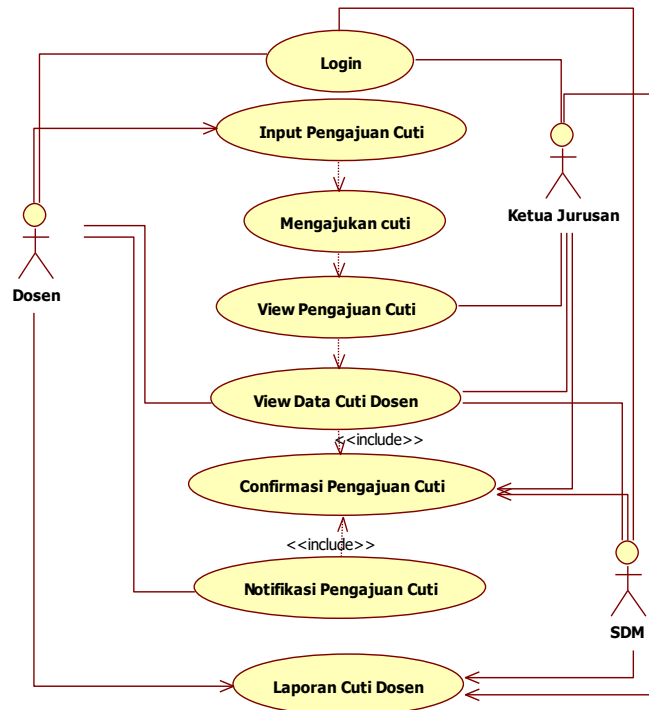 Login
Input Pengajuan Cuti
Mengajukan cuti
Ketua Jurusan
Dosen
View Pengajuan Cuti
View Data Cuti Dosen
<<include>>
Confirmasi Pengajuan Cuti
<<include>>
Notifikasi Pengajuan Cuti
SDM
Laporan Cuti Dosen